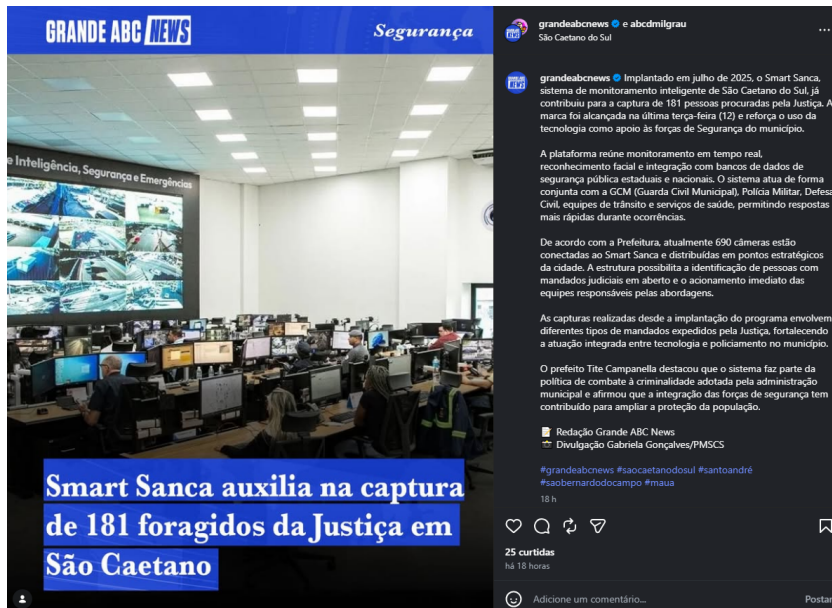 GRANDE ABC NEWS
Segurança
e Inteligência, Segurança e Emergências
Smart Sanca auxilia na captura
de 181 foragidos da Justiça em
São Caetano
grandeabcnews e abcdmilgrau
São Caetano do Sul
grandeabcnews Implantado em julho de 2025, o Smart Sanca,
sistema de monitoramento inteligente de São Caetano do Sul, já
contribuiu para a captura de 181 pessoas procuradas pela Justiça. A
marca foi alcançada na última terça-feira (12) e reforça o uso da
tecnologia como apoio às forças de Segurança do município.
A plataforma reúne monitoramento em tempo real,
reconhecimento facial e integração com bancos de dados de
segurança pública estaduais e nacionais. O sistema atua de forma
conjunta com a GCM (Guarda Civil Municipal), Polícia Militar, Defesa
Civil, equipes de trânsito e serviços de saúde, permitindo respostas
mais rápidas durante ocorrências.
De acordo com a Prefeitura, atualmente 690 câmeras estão
conectadas ao Smart Sanca e distribuídas em pontos estratégicos
da cidade. A estrutura possibilita a identificação de pessoas com
mandados judiciais em aberto e o acionamento imediato das
equipes responsáveis pelas abordagens.
As capturas realizadas desde a implantação do programa envolvem
diferentes tipos de mandados expedidos pela Justiça, fortalecendo
a atuação integrada entre tecnologia e policiamento no município.
O prefeito Tite Campanella destacou que o sistema faz parte da
política de combate à criminalidade adotada pela administração
municipal e afirmou que a integração das forças de segurança tem
contribuído para ampliar a proteção da população.
Redação Grande ABC News
Divulgação Gabriela Gonçalves/PMSCS
#grandeabcnews #saocaetanodosul #santoandré
#saobernardodocampo #maua
18 h
25 curtidas
há 18 horas
Adicione um comentário...
Postar